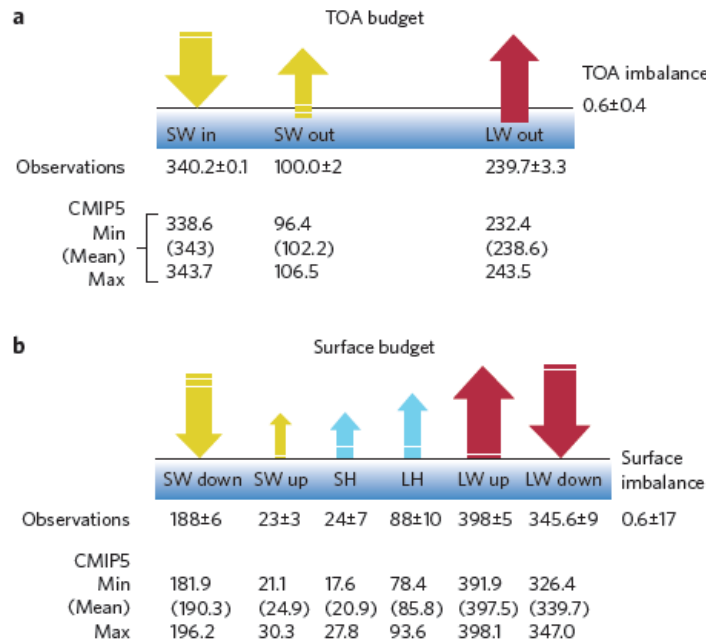 a TOA budget
TOA imbalance
0.6±0.4
SW in SW out LW out
Observations 340.2±0.1 100.0±2 239.7±3.3
CMIP5
Min 338.6 96.4 232.4
(Mean) (343) (102.2) (238.6)
Max 343.7 106.5 243.5
b Surface budget
SW down SW up SH LH LW up LW down Surface imbalance
Observations 188±6 23±3 24±7 88±10 398±5 345.6±9 0.6±17
CMIP5
Min 181.9 21.1 17.6 78.4 391.9 326.4
(Mean) (190.3) (24.9) (20.9) (85.8) (397.5) (339.7)
Max 196.2 30.3 27.8 93.6 398.1 347.0